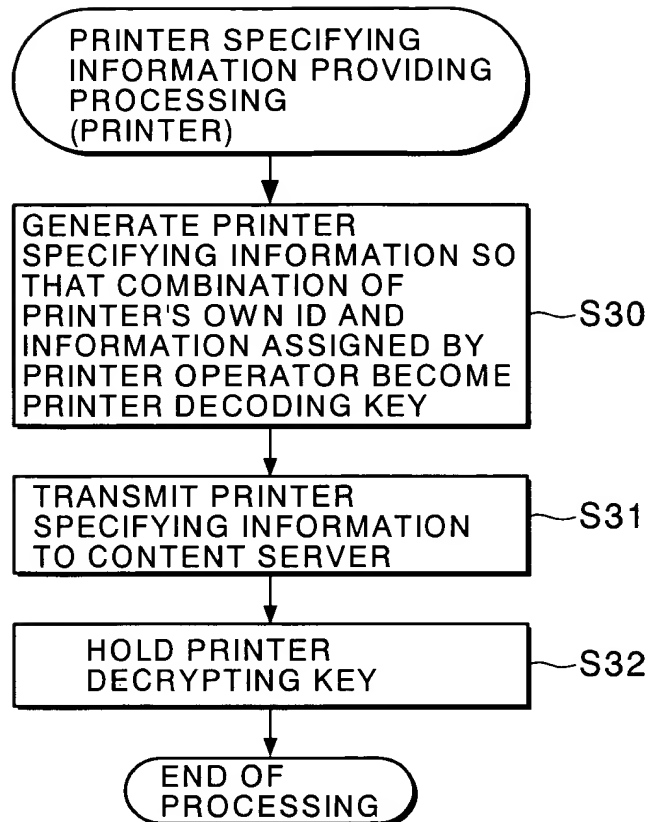 PRINTER SPECIFYING
INFORMATION PROVIDING
PROCESSING
(PRINTER)
GENERATE PRINTER
SPECIFYING INFORMATION SO
THAT COMBINATION OF
PRINTER'S OWN ID AND
INFORMATION ASSIGNED BY
PRINTER OPERATOR BECOME
PRINTER DECODING KEY
S30
TRANSMIT PRINTER
SPECIFYING INFORMATION
TO CONTENT SERVER
S31
HOLD PRINTER
DECRYPTING KEY
S32
END OF
PROCESSING